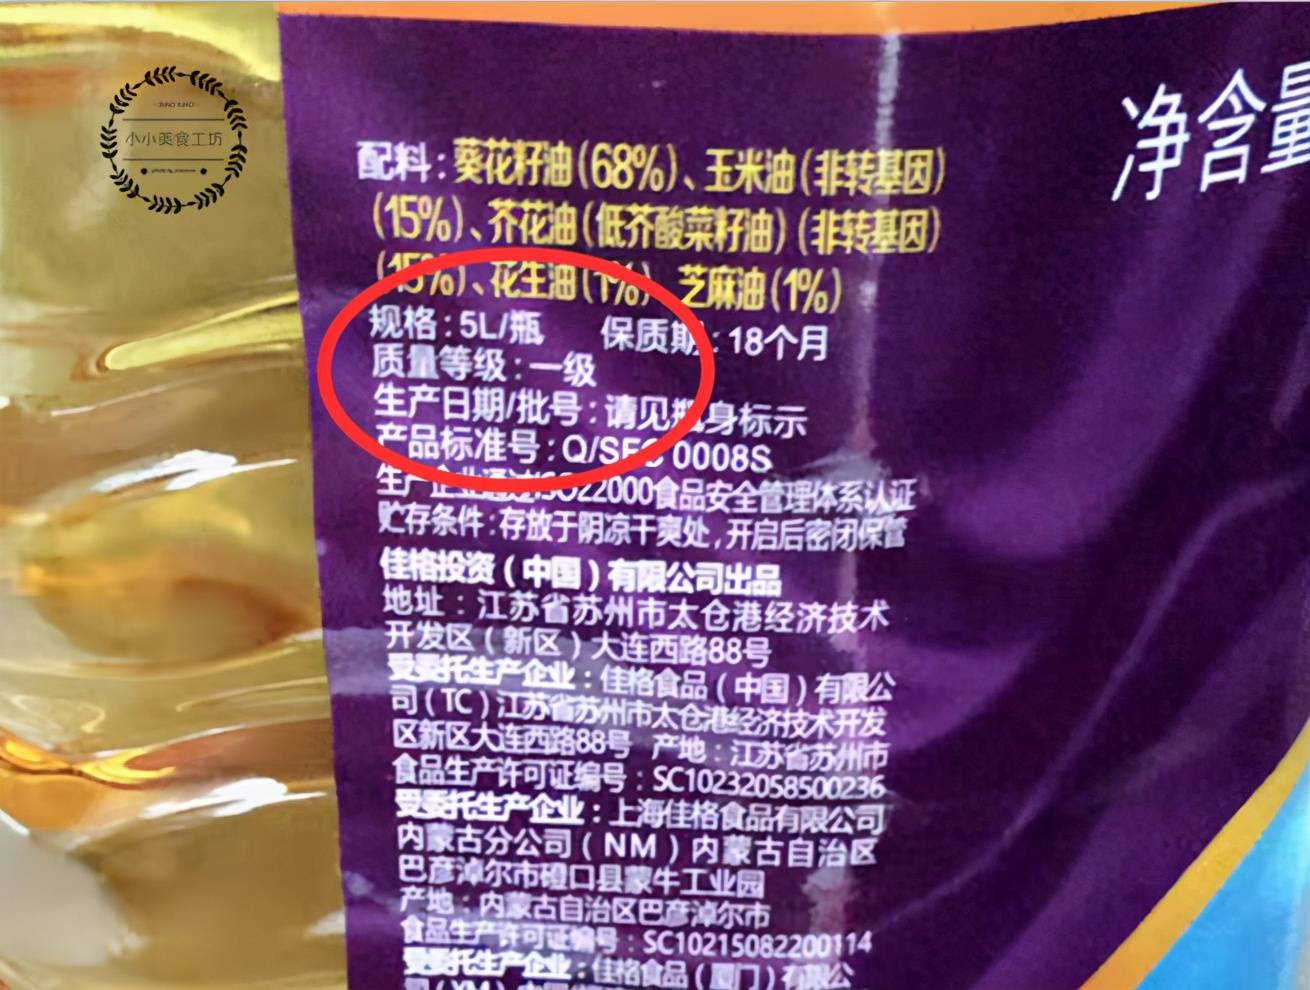 小小美食工坊
净含量
配料:葵花籽油(68%)、玉米油(非转基因)
(15%)、芥花油(低芥酸菜籽油)(非转基因)
(15%)、花生油(1%)、芝麻油(1%)
规格:5L/瓶 保质期:18个月
质量等级:一级
生产日期/批号:请见瓶身标示
产品标准号:Q/SFC 0008S
生产企业通过ISO22000食品安全管理体系认证
贮存条件:存放于阴凉干爽处,开启后密闭保管
佳格投资(中国)有限公司出品
地址:江苏省苏州市太仓港经济技术
开发区(新区)大连西路88号
受委托生产企业:佳格食品(中国)有限公
司(TC)江苏省苏州市太仓港经济技术开发
区新区大连西路88号 产地:江苏省苏州市
食品生产许可证编号:SC10232058500236
受委托生产企业:上海佳格食品有限公司
内蒙古分公司(NM)内蒙古自治区
巴彦淖尔市磴口县蒙牛工业园
产地:内蒙古自治区巴彦淖尔市
食品生产许可证编号:SC10215082200114
受委托生产企业:佳格食品(厦门)有限公